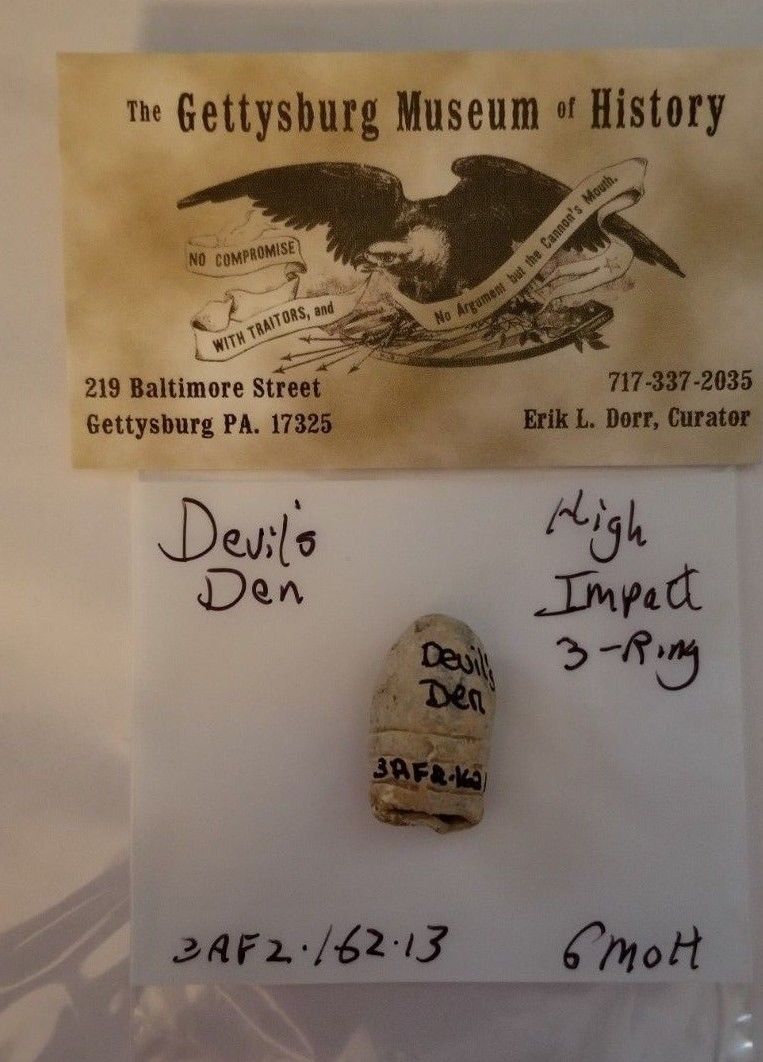 The Gettysburg Museum of History
NO COMPROMISE
WITH TRAITORS, and
No Argument but the Cannon's Mouth.
219 Baltimore Street
Gettysburg PA. 17325
717-337-2035
Erik L. Dorr, Curator
Devil's
Den
High
Impact
3-Ring
Devil's
Den
3AF2.162.13
GMOH